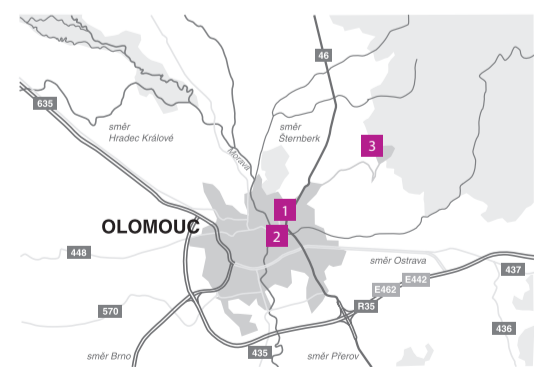 46
635
směr
Hradec Králové
směr
Šternberk
3
Morava
1
OLOMOUC
2
448
směr Ostrava
437
E442
E462
R35
570
436
435
směr Brno
směr Přerov